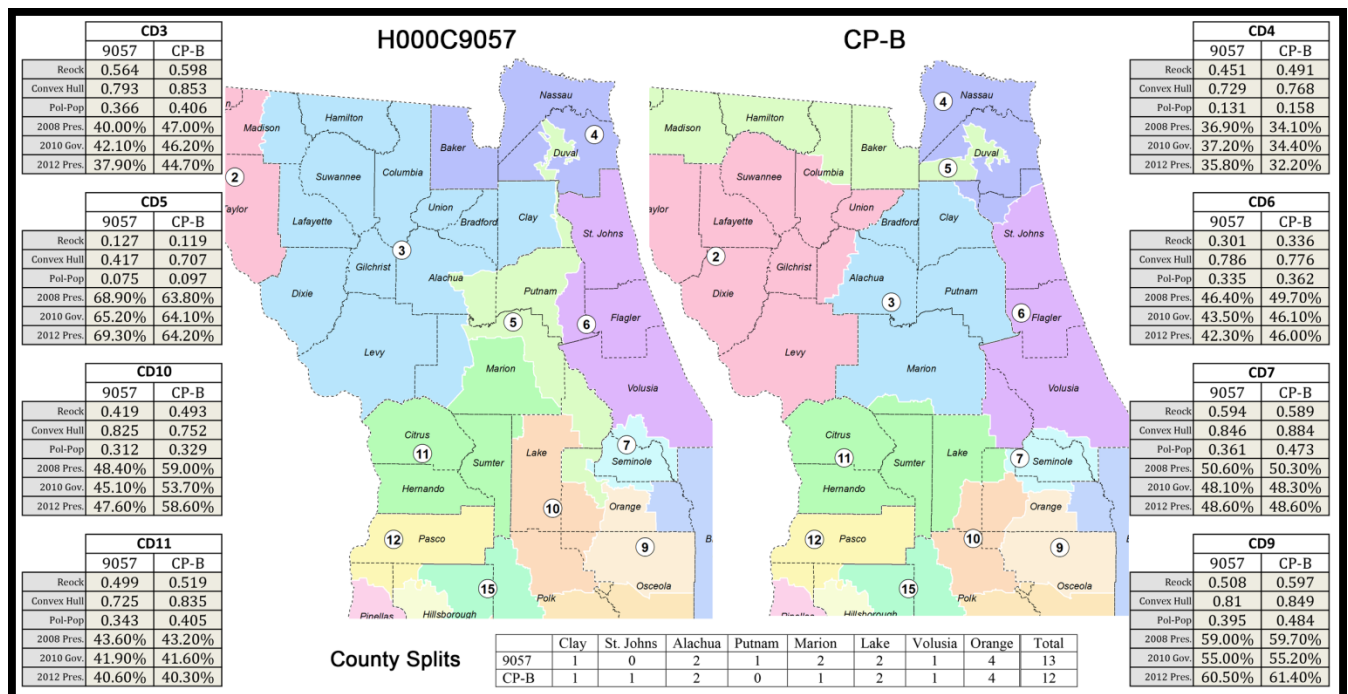 H000C9057
CP-B
CD3
9057 CP-B
Reock 0.564 0.598
Convex Hull 0.793 0.853
Pol-Pop 0.366 0.406
2008 Pres. 40.00% 47.00%
2010 Gov. 42.10% 46.20%
2012 Pres. 37.90% 44.70%
CD5
9057 CP-B
Reock 0.127 0.119
Convex Hull 0.417 0.707
Pol-Pop 0.075 0.097
2008 Pres. 68.90% 63.80%
2010 Gov. 65.20% 64.10%
2012 Pres. 69.30% 64.20%
CD10
9057 CP-B
Reock 0.419 0.493
Convex Hull 0.825 0.752
Pol-Pop 0.312 0.329
2008 Pres. 48.40% 59.00%
2010 Gov. 45.10% 53.70%
2012 Pres. 47.60% 58.60%
CD11
9057 CP-B
Reock 0.499 0.519
Convex Hull 0.725 0.835
Pol-Pop 0.343 0.405
2008 Pres. 43.60% 43.20%
2010 Gov. 41.90% 41.60%
2012 Pres. 40.60% 40.30%
Nassau
4
Hamilton
Madison
Duval
Baker
Columbia
2
Suwannee
Taylor
Union
Bradford
Clay
Lafayette
St. Johns
3
Gilchrist
Alachua
Dixie
Putnam
5
6
Flagler
Levy
Marion
Volusia
Citrus
11
Lake
7
Sumter
Seminole
Hernando
10
Orange
12
Pasco
9
15
Osceola
Polk
Hillsborough
Pinellas
4
Nassau
Hamilton
Madison
Duval
Baker
5
Columbia
Suwannee
Taylor
Union
Bradford
Clay
Lafayette
St. Johns
2
Gilchrist
Alachua
Dixie
Putnam
3
6
Flagler
Levy
Marion
Volusia
Citrus
11
Lake
7
Sumter
Seminole
Hernando
Orange
12
Pasco
10
9
15
Osceola
Polk
Hillsborough
Pinellas
CD4
9057 CP-B
Reock 0.451 0.491
Convex Hull 0.729 0.768
Pol-Pop 0.131 0.158
2008 Pres. 36.90% 34.10%
2010 Gov. 37.20% 34.40%
2012 Pres. 35.80% 32.20%
CD6
9057 CP-B
Reock 0.301 0.336
Convex Hull 0.786 0.776
Pol-Pop 0.335 0.362
2008 Pres. 46.40% 49.70%
2010 Gov. 43.50% 46.10%
2012 Pres. 42.30% 46.00%
CD7
9057 CP-B
Reock 0.594 0.589
Convex Hull 0.846 0.884
Pol-Pop 0.361 0.473
2008 Pres. 50.60% 50.30%
2010 Gov. 48.10% 48.30%
2012 Pres. 48.60% 48.60%
CD9
9057 CP-B
Reock 0.508 0.597
Convex Hull 0.81 0.849
Pol-Pop 0.395 0.484
2008 Pres. 59.00% 59.70%
2010 Gov. 55.00% 55.20%
2012 Pres. 60.50% 61.40%
County Splits
Clay St. Johns Alachua Putnam Marion Lake Volusia Orange Total
9057 1 0 2 1 2 2 1 4 13
CP-B 1 1 2 0 1 2 1 4 12